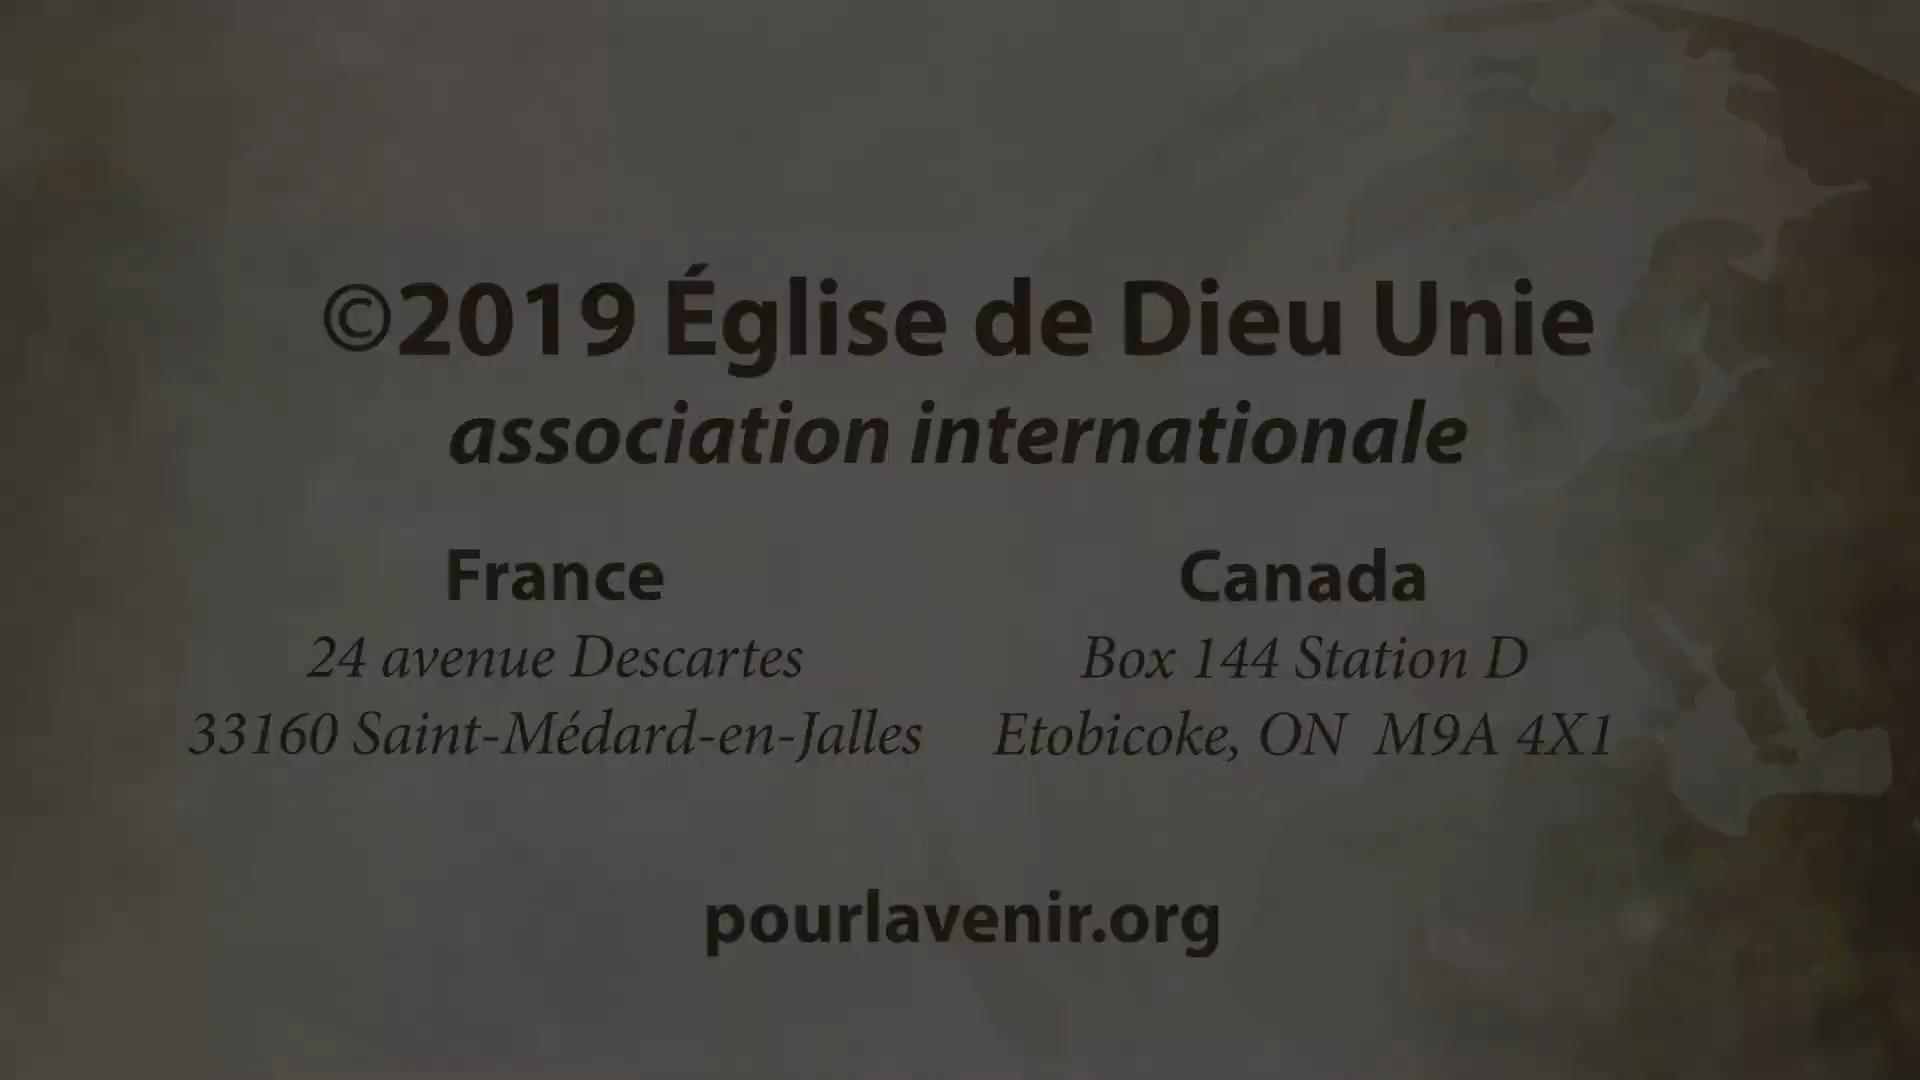 ©2019 Église de Dieu Unie
association internationale
France
24 avenue Descartes
33160 Saint-Médard-en-Jalles
Canada
Box 144 Station D
Etobicoke, ON  M9A 4X1
pourlavenir.org